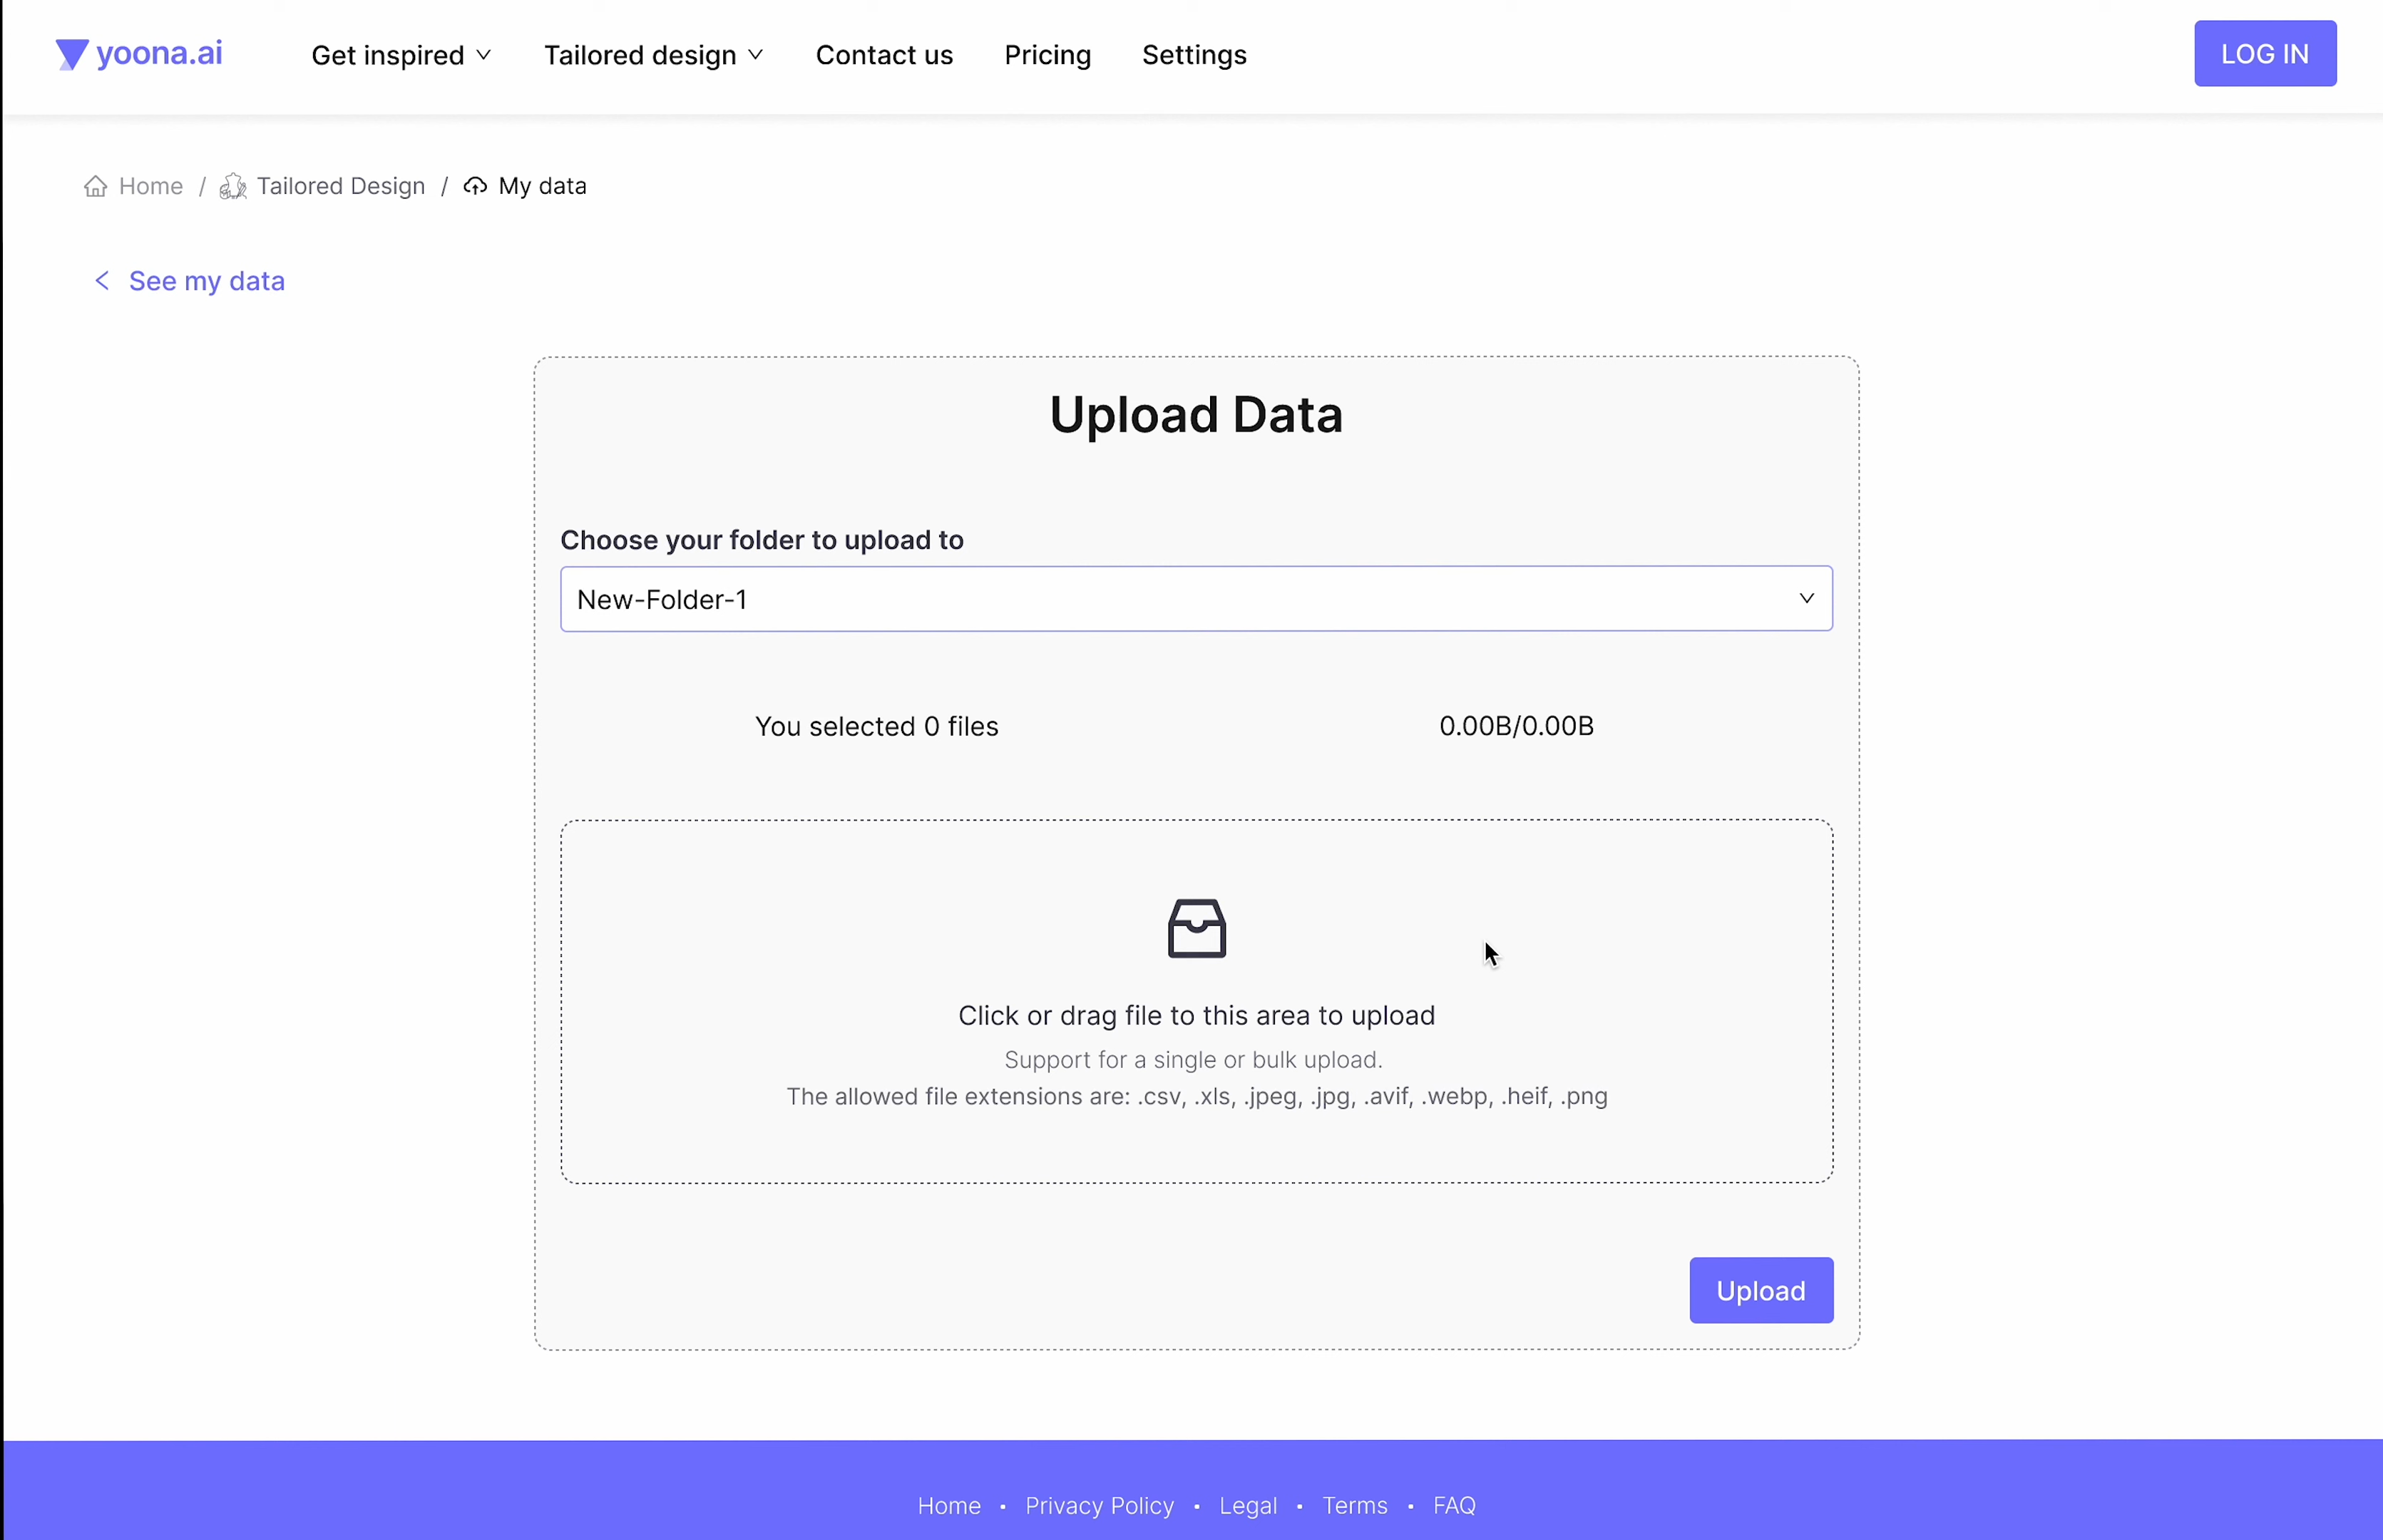 yoona.ai
Get inspired
Tailored design
Contact us
Pricing
Settings
LOG IN
Home / Tailored Design / My data
See my data
Upload Data
Choose your folder to upload to
New-Folder-1
You selected 0 files
0.00B/0.00B
Click or drag file to this area to upload
Support for a single or bulk upload.
The allowed file extensions are: .csv, .xls, .jpeg, .jpg, .avif, .webp, .heif, .png
Upload
Home • Privacy Policy • Legal • Terms • FAQ